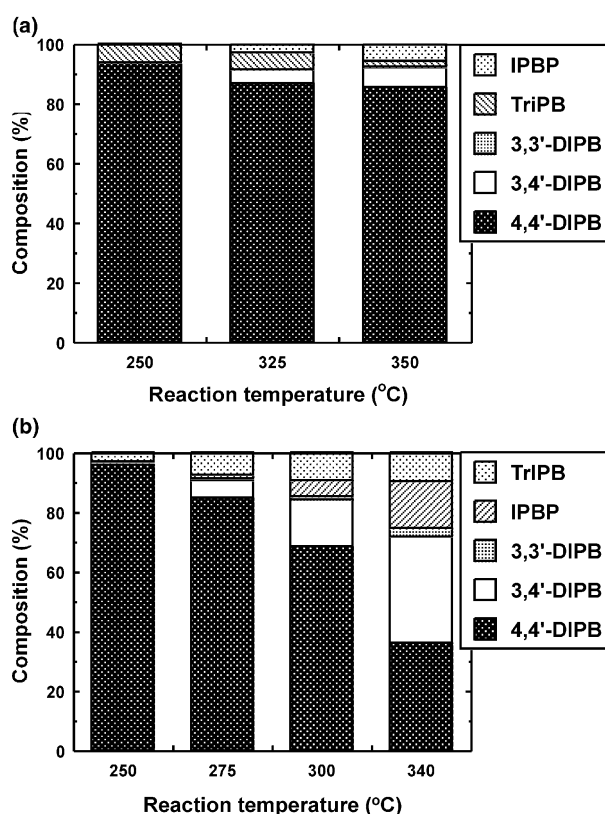 (a)
100
80
60
40
20
0
Composition (%)
250 325 350
Reaction temperature (°C)
IPBP
TriPB
3,3'-DIPB
3,4'-DIPB
4,4'-DIPB
(b)
100
80
60
40
20
0
Composition (%)
250 275 300 340
Reaction temperature (°C)
TrIPB
IPBP
3,3'-DIPB
3,4'-DIPB
4,4'-DIPB